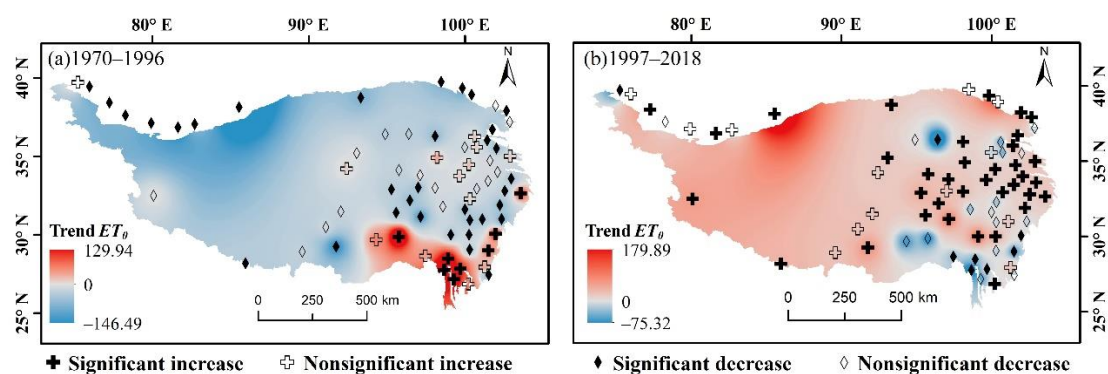 80° E 90° E 100° E
(a)1970–1996
N
40° N
35° N
30° N
25° N
Trend ET₀
129.94
0
−146.49
0 250 500 km
80° E 90° E 100° E
(b)1997–2018
N
40° N
35° N
30° N
25° N
Trend ET₀
179.89
0
−75.32
0 250 500 km
Significant increase Nonsignificant increase Significant decrease Nonsignificant decrease